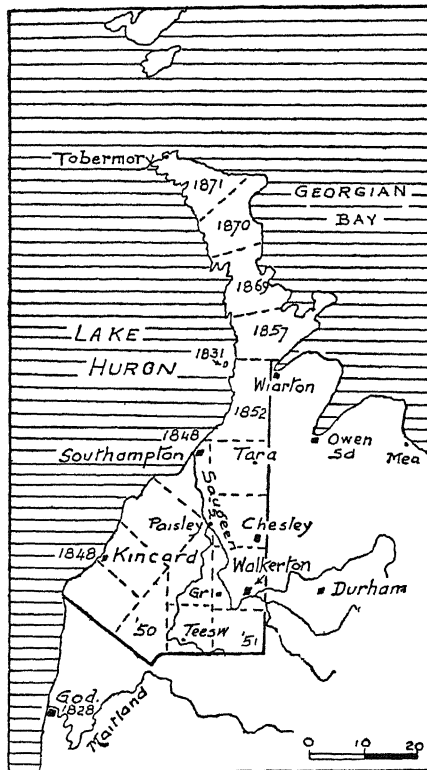 Tobermory
1871
GEORGIAN
BAY
1870
1869
LAKE
HURON
1857
1831
Wiarton
1852
1848
Southampton
Tara
Owen
Sd
Mea
Saugeen
Paisley
Chesley
1848
Kincard
Walkerton
Durham
Gr
'50
Teesw
'51
God.
1828
Maitland
0 10 20